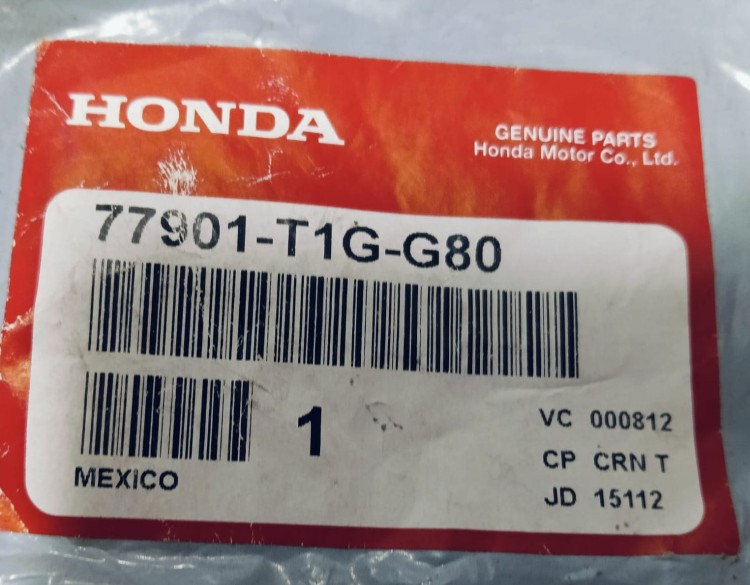 HONDA
GENUINE PARTS
Honda Motor Co., Ltd.
77901-T1G-G80
1
VC 000812
CP CRN T
JD 15112
MEXICO